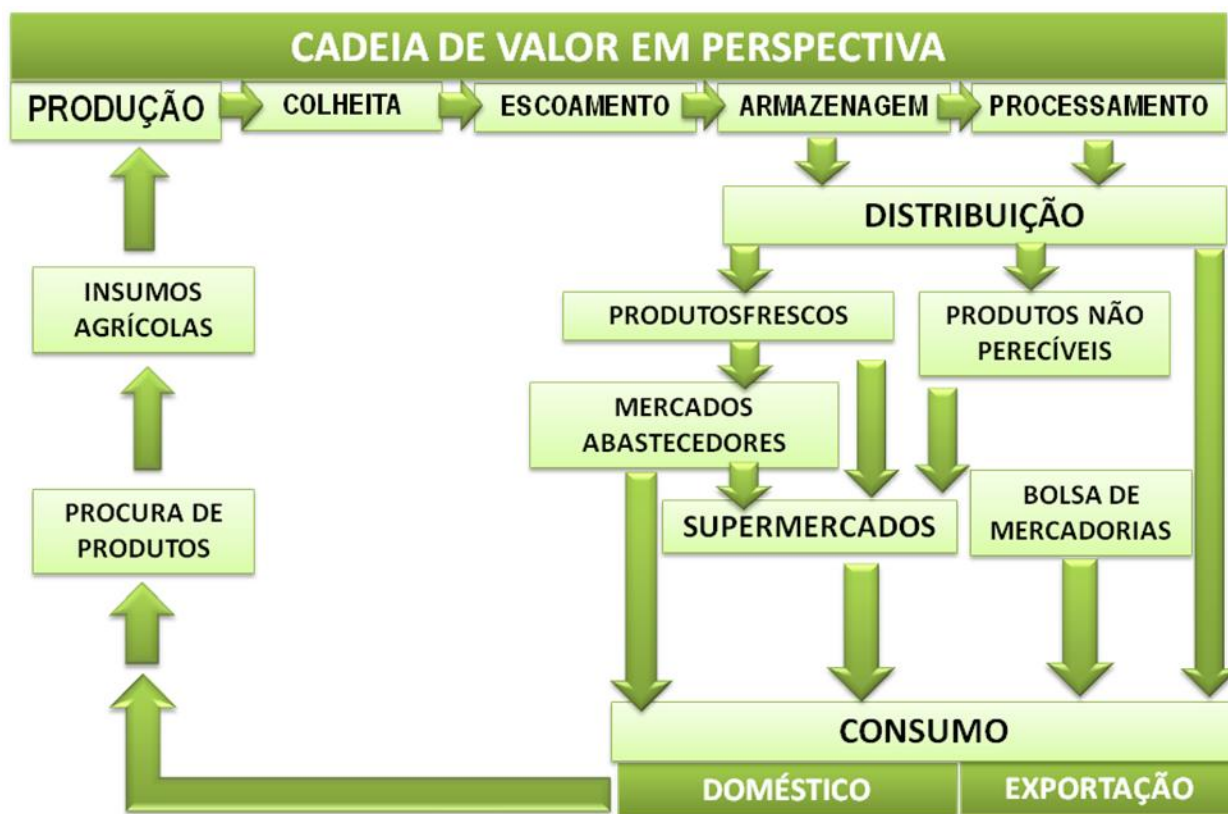 CADEIA DE VALOR EM PERSPECTIVA
PRODUÇÃO
COLHEITA
ESCOAMENTO
ARMAZENAGEM
PROCESSAMENTO
DISTRIBUIÇÃO
INSUMOS
AGRÍCOLAS
PRODUTOSFRESCOS
PRODUTOS NÃO
PERECÍVEIS
MERCADOS
ABASTECEDORES
PROCURA DE
PRODUTOS
SUPERMERCADOS
BOLSA DE
MERCADORIAS
CONSUMO
DOMÉSTICO
EXPORTAÇÃO